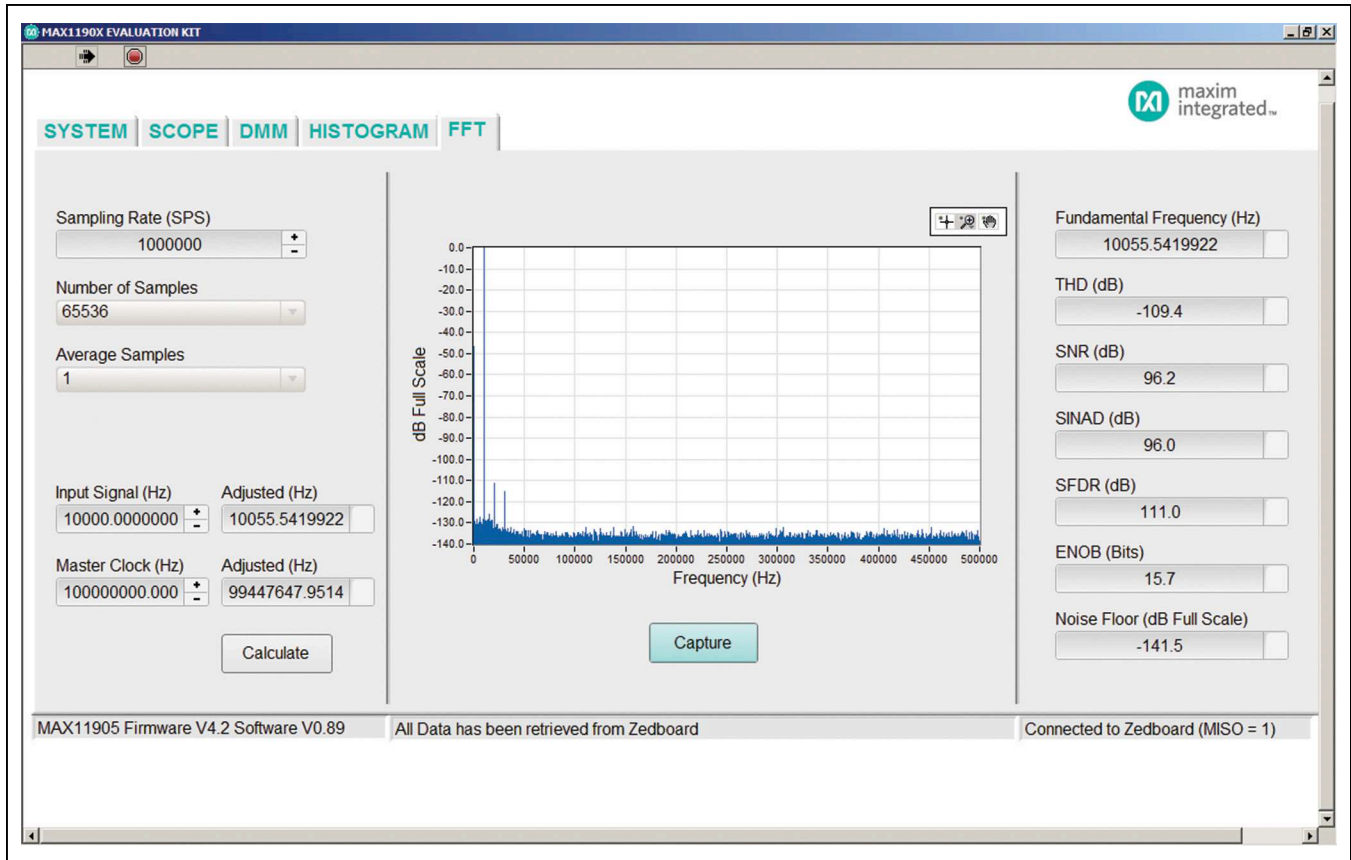 MAX1190X EVALUATION KIT
maxim
integrated™
SYSTEM
SCOPE
DMM
HISTOGRAM
FFT
Sampling Rate (SPS)
1000000
Number of Samples
65536
Average Samples
1
Input Signal (Hz)
Adjusted (Hz)
10000.0000000
10055.5419922
Master Clock (Hz)
Adjusted (Hz)
100000000.000
99447647.9514
Calculate
dB Full Scale
0.0
-10.0
-20.0
-30.0
-40.0
-50.0
-60.0
-70.0
-80.0
-90.0
-100.0
-110.0
-120.0
-130.0
-140.0
0 50000 100000 150000 200000 250000 300000 350000 400000 450000 500000
Frequency (Hz)
Capture
Fundamental Frequency (Hz)
10055.5419922
THD (dB)
-109.4
SNR (dB)
96.2
SINAD (dB)
96.0
SFDR (dB)
111.0
ENOB (Bits)
15.7
Noise Floor (dB Full Scale)
-141.5
MAX11905 Firmware V4.2 Software V0.89
All Data has been retrieved from Zedboard
Connected to Zedboard (MISO = 1)